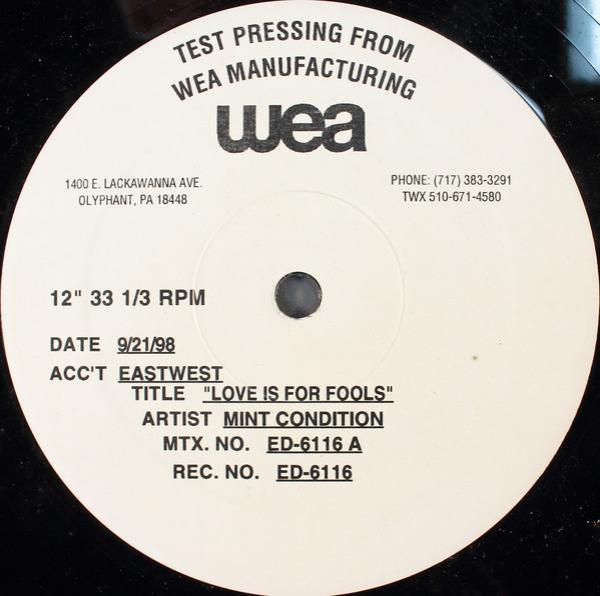 TEST PRESSING FROM
WEA MANUFACTURING
wea
1400 E. LACKAWANNA AVE.
OLYPHANT, PA 18448
PHONE: (717) 383-3291
TWX 510-671-4580
12" 33 1/3 RPM
DATE 9/21/98
ACC'T EASTWEST
TITLE "LOVE IS FOR FOOLS"
ARTIST MINT CONDITION
MTX. NO. ED-6116 A
REC. NO. ED-6116